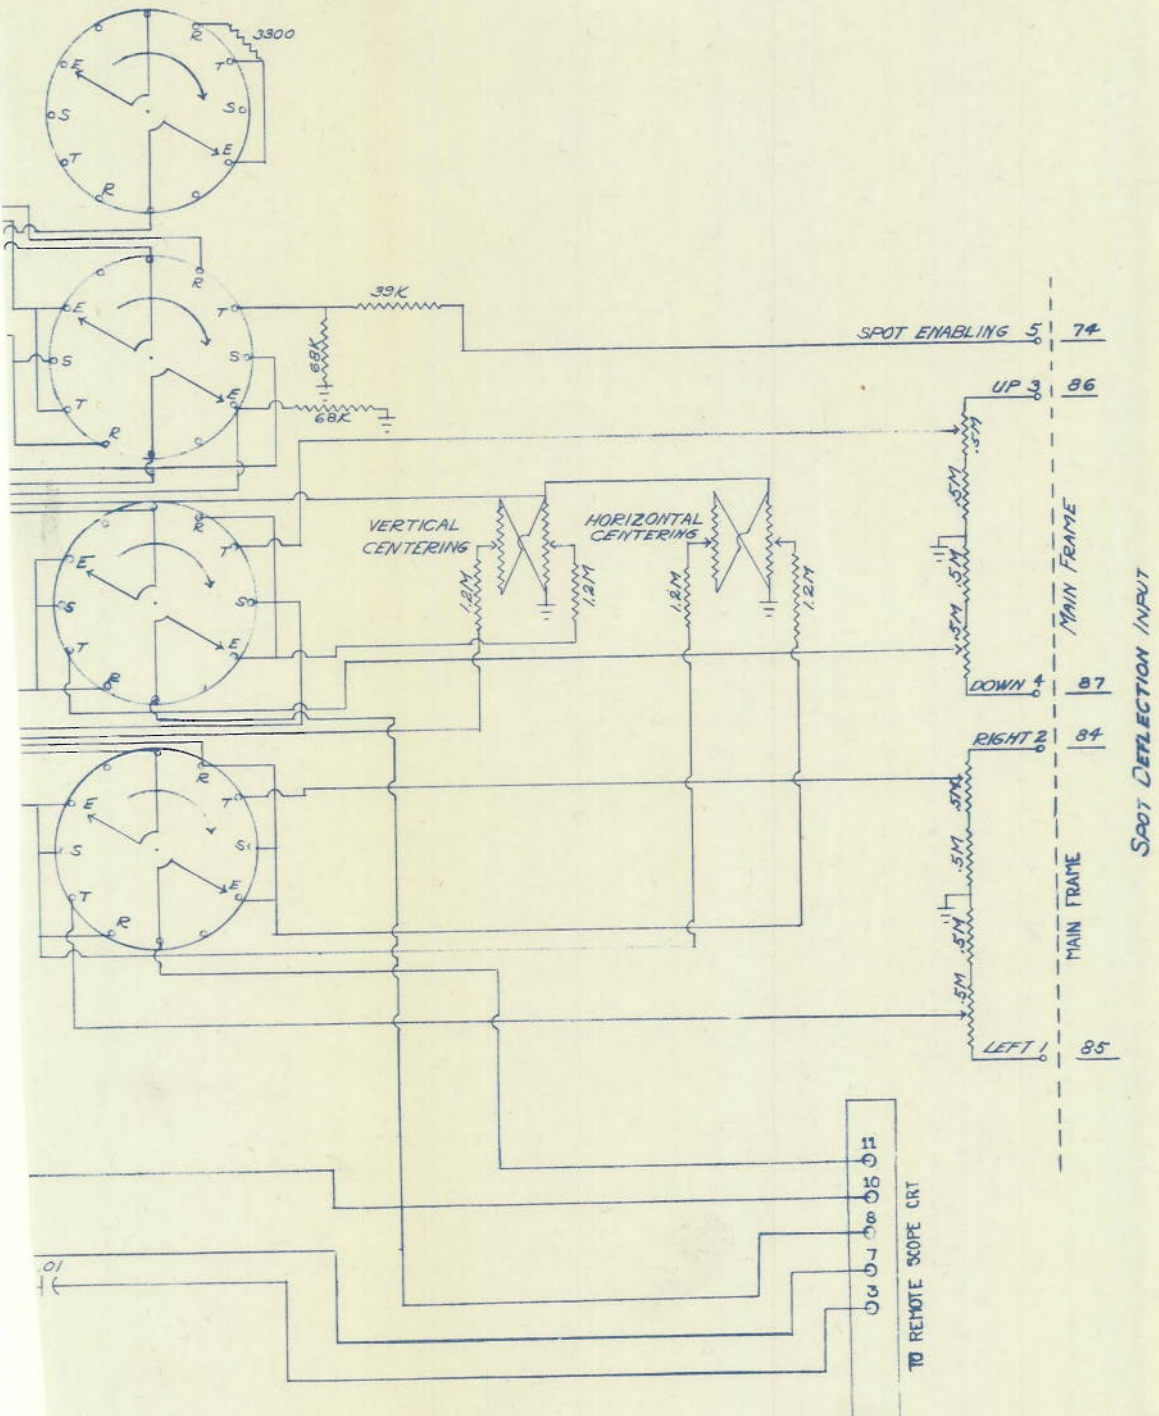 R
3300
E
T
S
S
T
E
R
R
E
T
39K
SPOT ENABLING 5
74
S
S
68K
UP 3
86
T
E
68K
R
.5M
R
VERTICAL
CENTERING
HORIZONTAL
CENTERING
.5M
E
T
S
S
1.2M
1.2M
1.2M
1.2M
.5M
MAIN FRAME
T
E
.5M
R
DOWN 4
87
RIGHT 2
84
SPOT DEFLECTION INPUT
R
E
T
.5M
S
S
.5M
T
E
MAIN FRAME
R
.5M
.5M
LEFT 1
85
11
8
7
3
.01
TO REMOTE SCOPE CRT